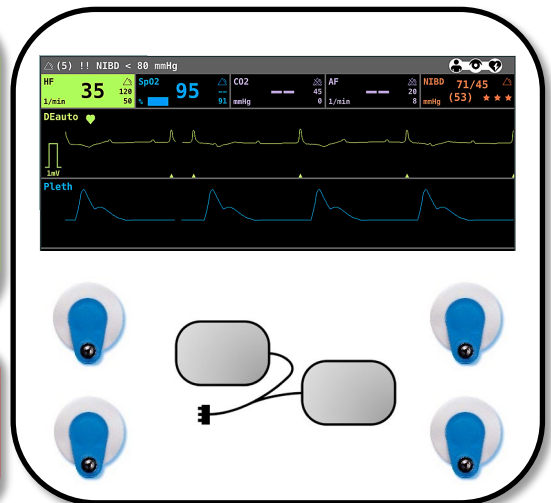 (5) !! NIBD < 80 mmHg
HF 35 120 50 1/min
SpO2 % 95 -- 91
CO2 mmHg -- 45 0
AF 1/min -- 20 8
NIBD mmHg 71/45 (53) ★★★
DEauto
1mV
Pleth